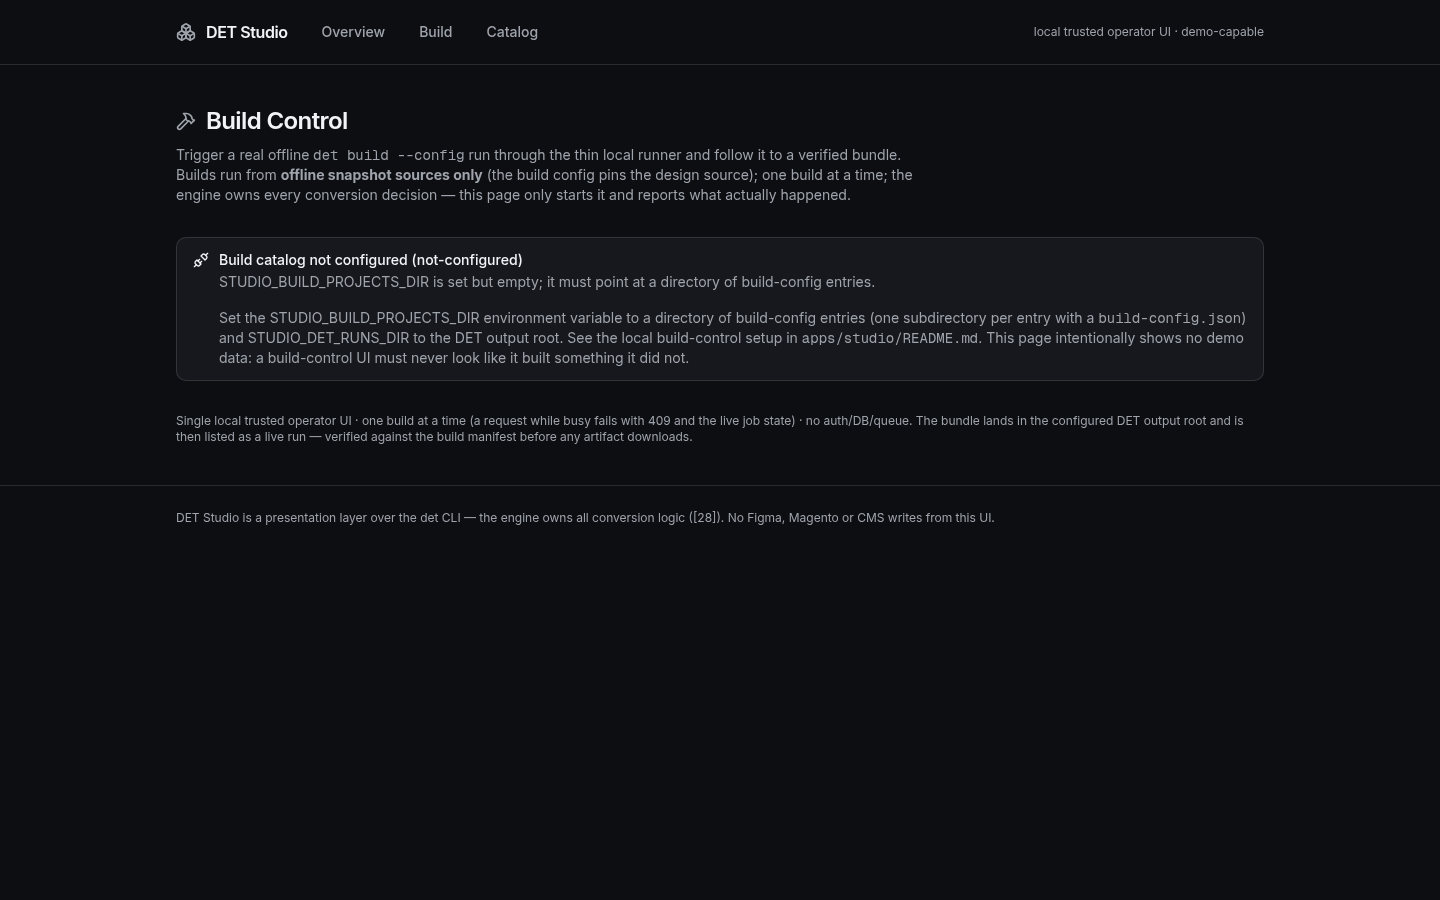 DET Studio
Overview
Build
Catalog
local trusted operator UI · demo-capable
Build Control
Trigger a real offline det build --config run through the thin local runner and follow it to a verified bundle.
Builds run from offline snapshot sources only (the build config pins the design source); one build at a time; the
engine owns every conversion decision — this page only starts it and reports what actually happened.
Build catalog not configured (not-configured)
STUDIO_BUILD_PROJECTS_DIR is set but empty; it must point at a directory of build-config entries.
Set the STUDIO_BUILD_PROJECTS_DIR environment variable to a directory of build-config entries (one subdirectory per entry with a build-config.json)
and STUDIO_DET_RUNS_DIR to the DET output root. See the local build-control setup in apps/studio/README.md. This page intentionally shows no demo
data: a build-control UI must never look like it built something it did not.
Single local trusted operator UI · one build at a time (a request while busy fails with 409 and the live job state) · no auth/DB/queue. The bundle lands in the configured DET output root and is
then listed as a live run — verified against the build manifest before any artifact downloads.
DET Studio is a presentation layer over the det CLI — the engine owns all conversion logic ([28]). No Figma, Magento or CMS writes from this UI.